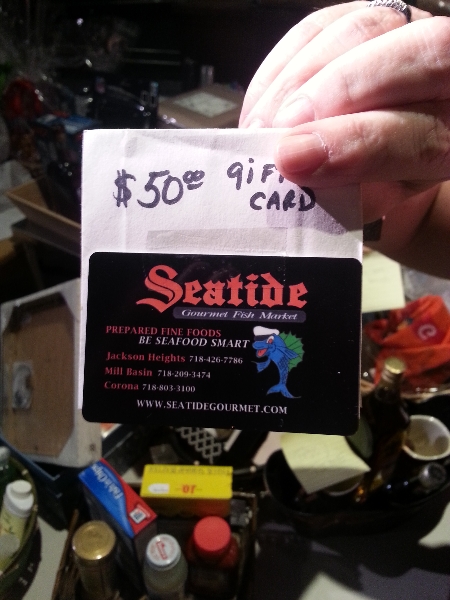 $50.00 gift
CARD
Seatide
Gourmet Fish Market
PREPARED FINE FOODS
BE SEAFOOD SMART
Jackson Heights 718-426-7786
Mill Basin 718-209-3474
Corona 718-803-3100
WWW.SEATIDEGOURMET.COM